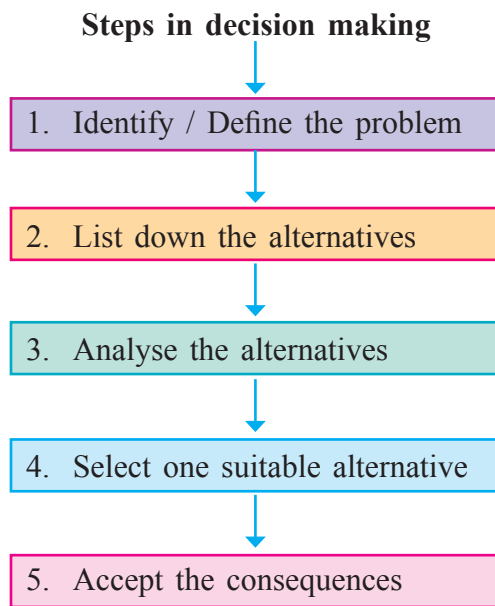 Steps in decision making
1. Identify / Define the problem
2. List down the alternatives
3. Analyse the alternatives
4. Select one suitable alternative
5. Accept the consequences